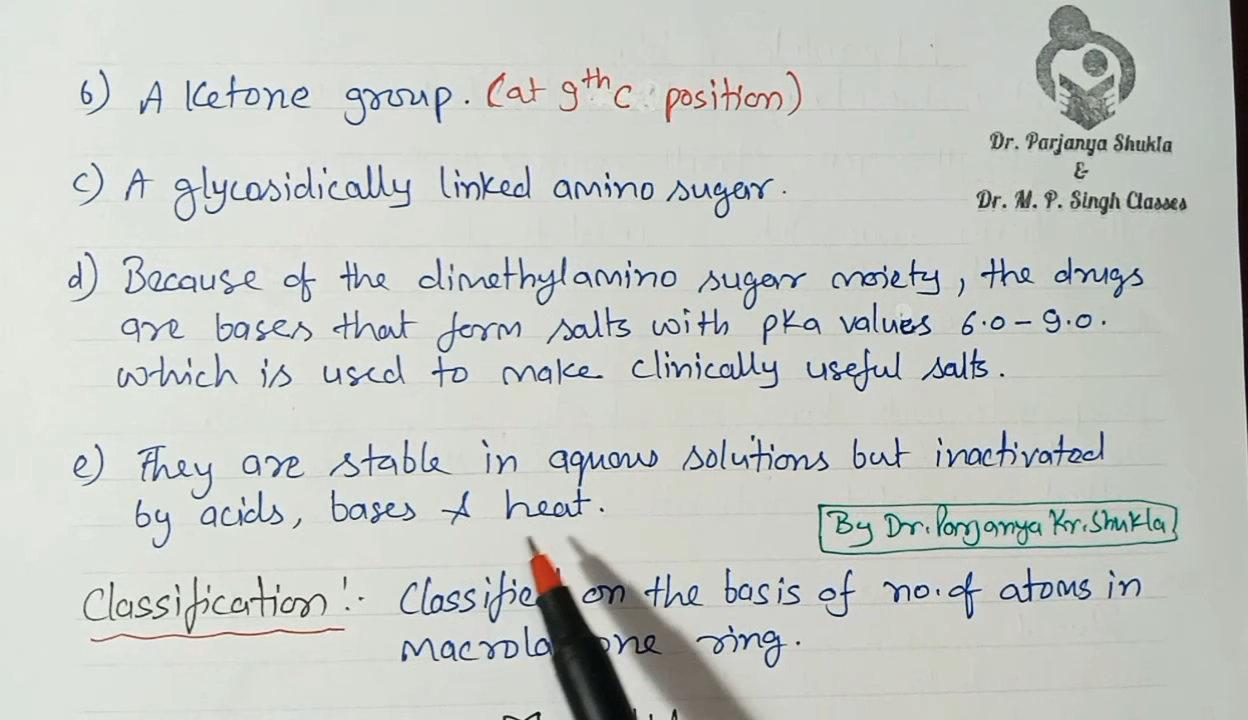 b) A Ketone group. (at 9th C position)
Dr. Parjanya Shukla
&
Dr. M. P. Singh Classes
c) A glycosidically linked amino sugar.
d) Because of the dimethylamino sugar moiety, the drugs
are bases that form salts with pKa values 6.0 – 9.0.
which is used to make clinically useful salts.
e) They are stable in aquous solutions but inactivated
by acids, bases & heat.
By Dr. Parjanya Kr. Shukla
Classification :- Classified on the basis of no. of atoms in
ring.